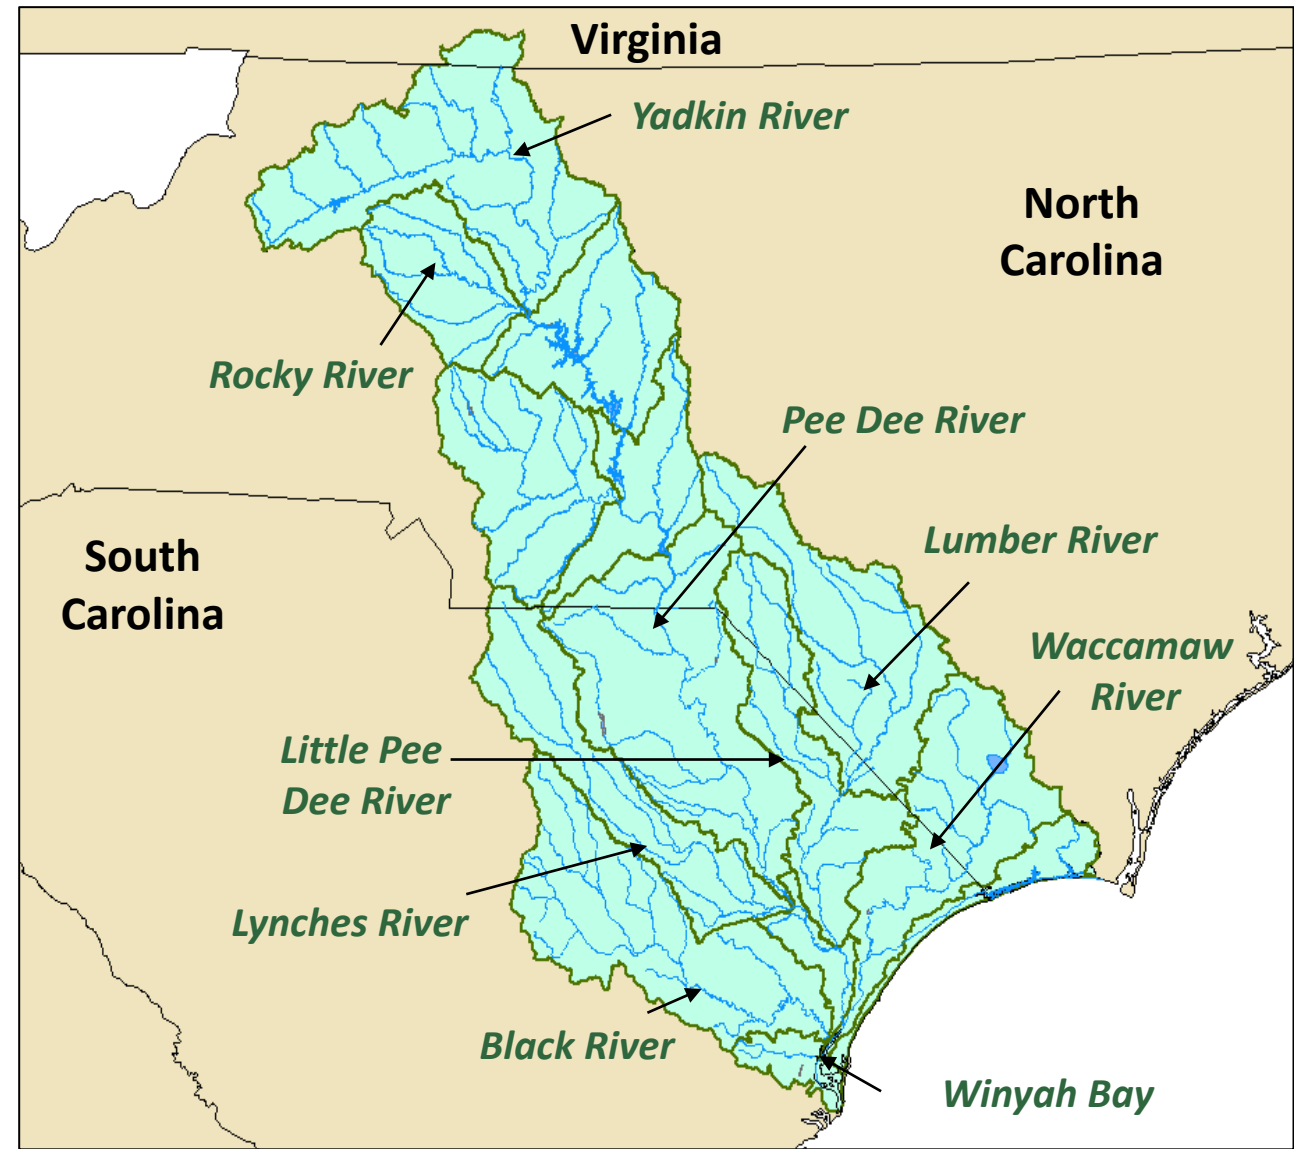 Virginia
Yadkin River
North
Carolina
Rocky River
Pee Dee River
South
Carolina
Lumber River
Waccamaw
River
Little Pee
Dee River
Lynches River
Black River
Winyah Bay